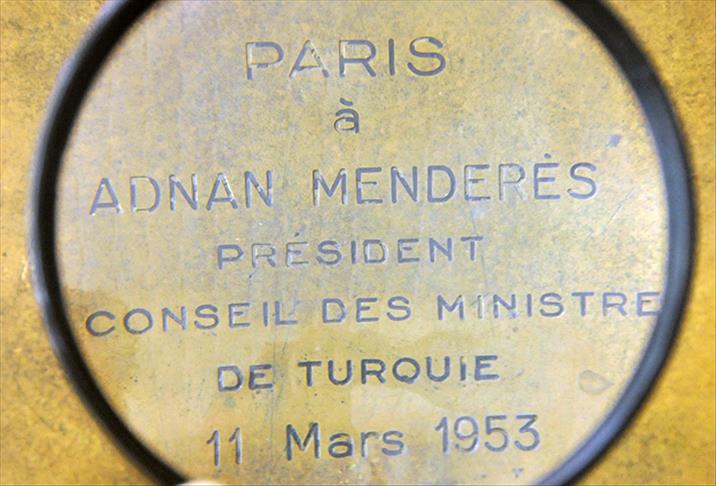 PARIS
à
ADNAN MENDERÈS
PRÉSIDENT
CONSEIL DES MINISTRE
DE TURQUIE
11 Mars 1953